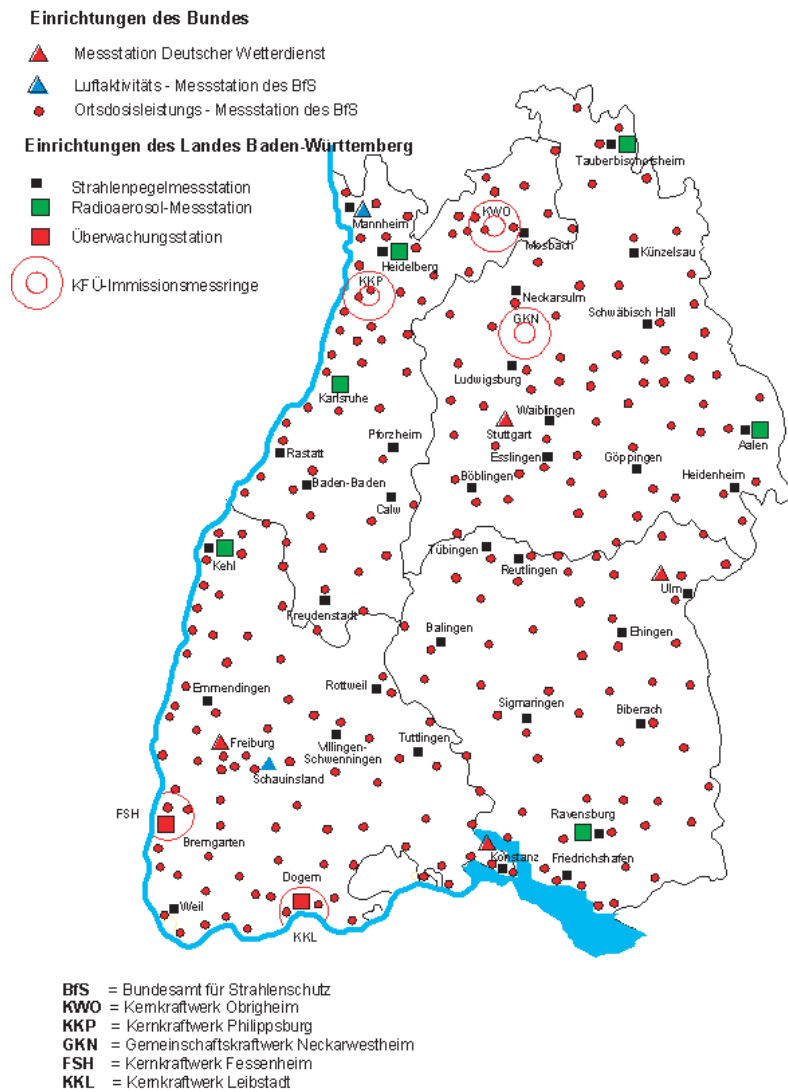 Einrichtungen des Bundes
Messstation Deutscher Wetterdienst
Luftaktivitäts - Messstation des BfS
Ortsdosisleistungs - Messstation des BfS
Einrichtungen des Landes Baden-Württemberg
Strahlenpegelmessstation
Radioaerosol-Messstation
Überwachungsstation
KFÜ-Immissionsmessringe
Tauberbischofsheim
Mannheim
KWO
Mosbach
Künzelsau
Heidelberg
KKP
Neckarsulm
Schwäbisch Hall
GKN
Ludwigsburg
Karlsruhe
Waiblingen
Stuttgart
Pforzheim
Aalen
Rastatt
Esslingen
Göppingen
Baden-Baden
Böblingen
Heidenheim
Calw
Tübingen
Kehl
Reutlingen
Ulm
Freudenstadt
Balingen
Ehingen
Emmendingen
Rottweil
Sigmaringen
Biberach
Freiburg
Villingen-
Schwenningen
Tuttlingen
Schauinsland
FSH
Ravensburg
Bremgarten
Konstanz
Friedrichshafen
Dogern
Weil
KKL
BfS = Bundesamt für Strahlenschutz
KWO = Kernkraftwerk Obrigheim
KKP = Kernkraftwerk Philippsburg
GKN = Gemeinschaftskraftwerk Neckarwestheim
FSH = Kernkraftwerk Fessenheim
KKL = Kernkraftwerk Leibstadt